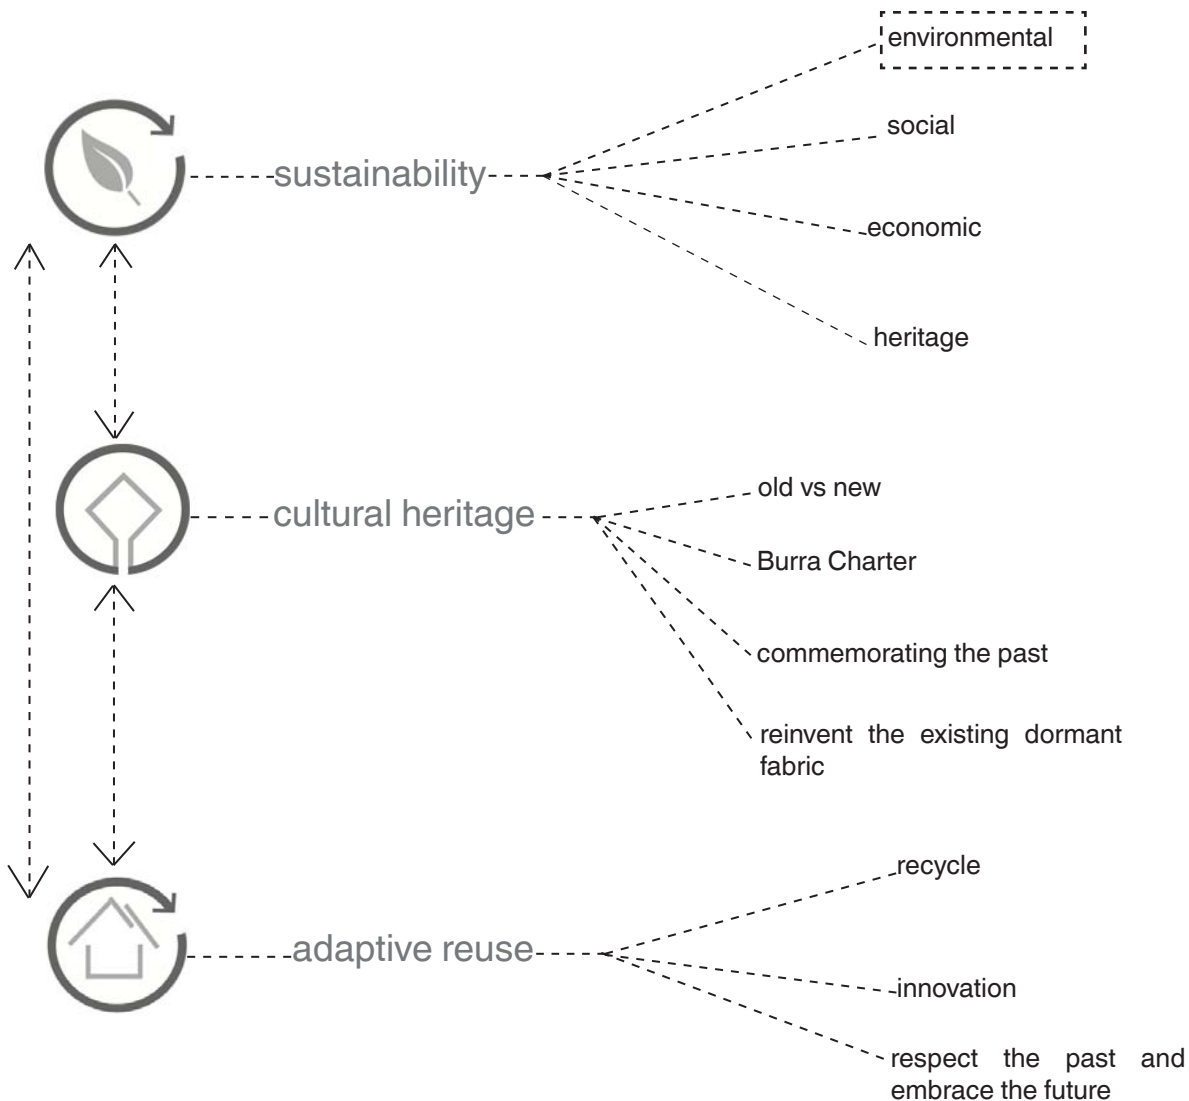 environmental
social
sustainability
economic
heritage
old vs new
cultural heritage
Burra Charter
commemorating the past
reinvent the existing dormant
fabric
recycle
adaptive reuse
innovation
respect the past and
embrace the future